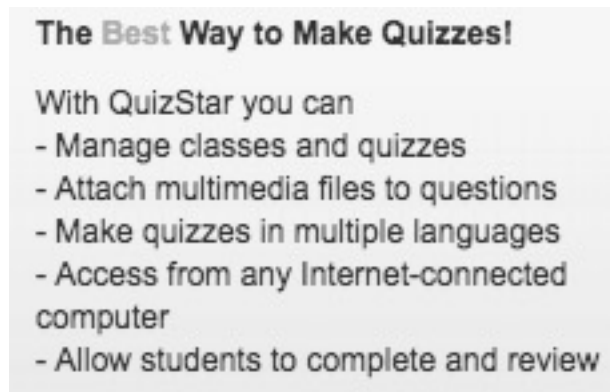 The Best Way to Make Quizzes!
With QuizStar you can
- Manage classes and quizzes
- Attach multimedia files to questions
- Make quizzes in multiple languages
- Access from any Internet-connected
computer
- Allow students to complete and review